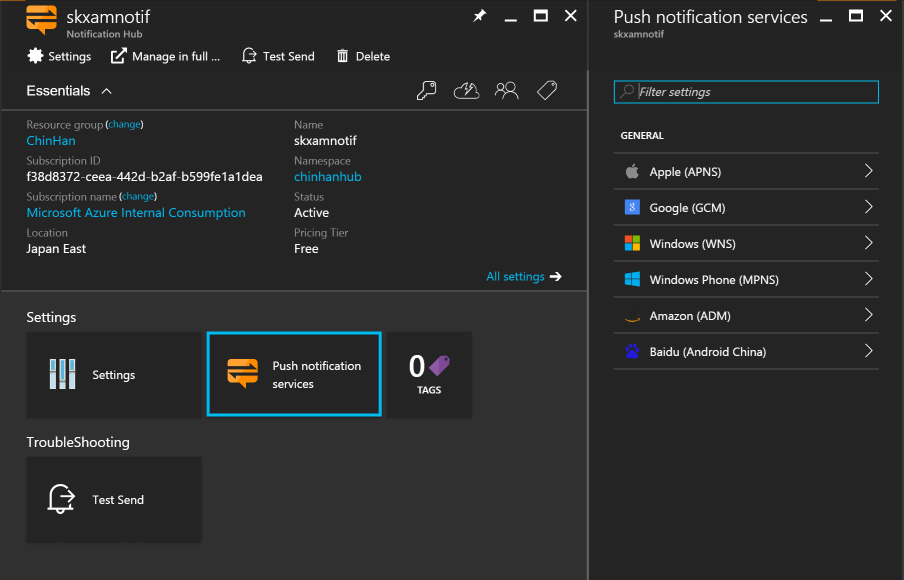 skxamnotif
Notification Hub
Settings
Manage in full ...
Test Send
Delete
Essentials
Resource group (change)
ChinHan
Subscription ID
f38d8372-ceea-442d-b2af-b599fe1a1dea
Subscription name (change)
Microsoft Azure Internal Consumption
Location
Japan East
Name
skxamnotif
Namespace
chinhanhub
Status
Active
Pricing Tier
Free
All settings
Settings
Settings
Push notification
services
0
TAGS
TroubleShooting
Test Send
Push notification services
skxamnotif
Filter settings
GENERAL
Apple (APNS)
Google (GCM)
Windows (WNS)
Windows Phone (MPNS)
Amazon (ADM)
Baidu (Android China)